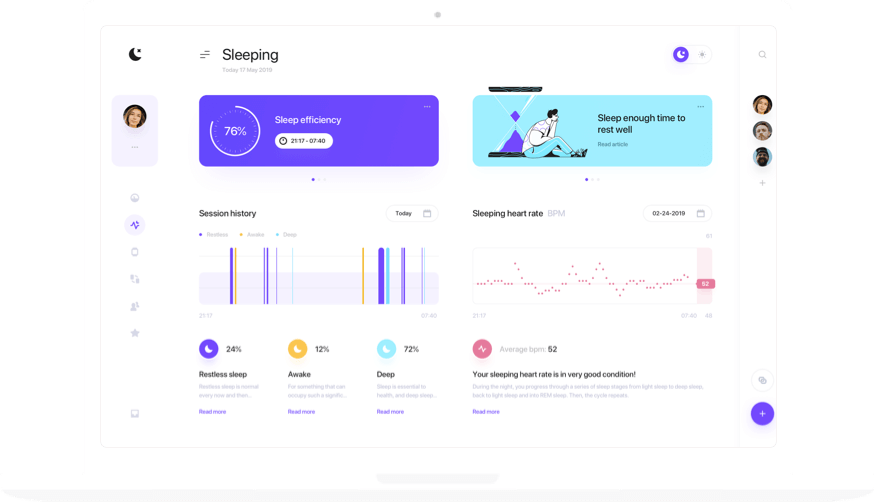 Sleeping
Today 17 May 2019
76%
Sleep efficiency
21:17 - 07:40
Sleep enough time to
rest well
Read article
Session history
Today
Restless
Awake
Deep
21:17
07:40
Sleeping heart rate BPM
02-24-2019
61
52
21:17
07:40
48
24%
Restless sleep
Restless sleep is normal
every now and then...
Read more
12%
Awake
For something that can
occupy such a signific...
Read more
72%
Deep
Sleep is essential to
health, and deep sleep...
Read more
Average bpm: 52
Your sleeping heart rate is in very good condition!
During the night, you progress through a series of sleep stages from light sleep to deep sleep,
back to light sleep and into REM sleep. Then, the cycle repeats.
Read more